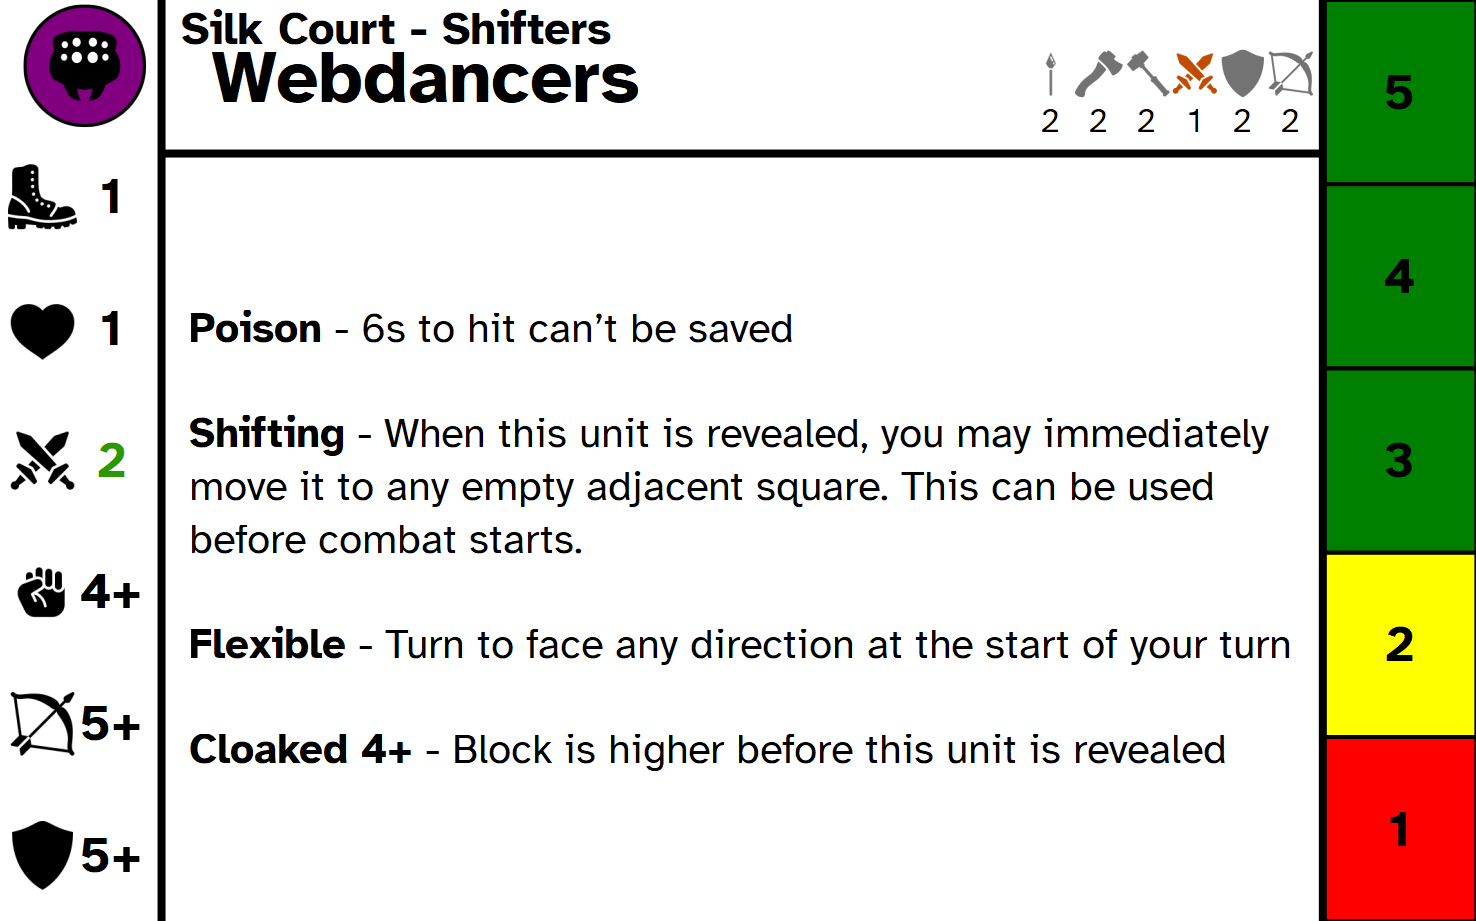 Silk Court - Shifters
Webdancers
2 2 2 1 2 2
1
1
2
4+
5+
5+
Poison - 6s to hit can’t be saved
Shifting - When this unit is revealed, you may immediately
move it to any empty adjacent square. This can be used
before combat starts.
Flexible - Turn to face any direction at the start of your turn
Cloaked 4+ - Block is higher before this unit is revealed
5
4
3
2
1